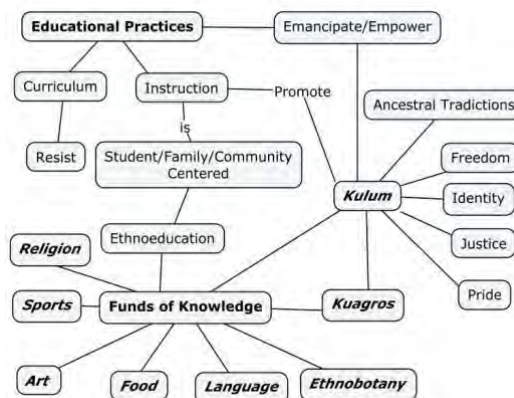 Educational Practices
Emancipate/Empower
Curriculum
Instruction
Promote
Ancestral Traditions
is
Resist
Student/Family/Community
Centered
Freedom
Kulum
Identity
Ethnoeducation
Religion
Justice
Sports
Funds of Knowledge
Kuagros
Pride
Art
Food
Language
Ethnobotany